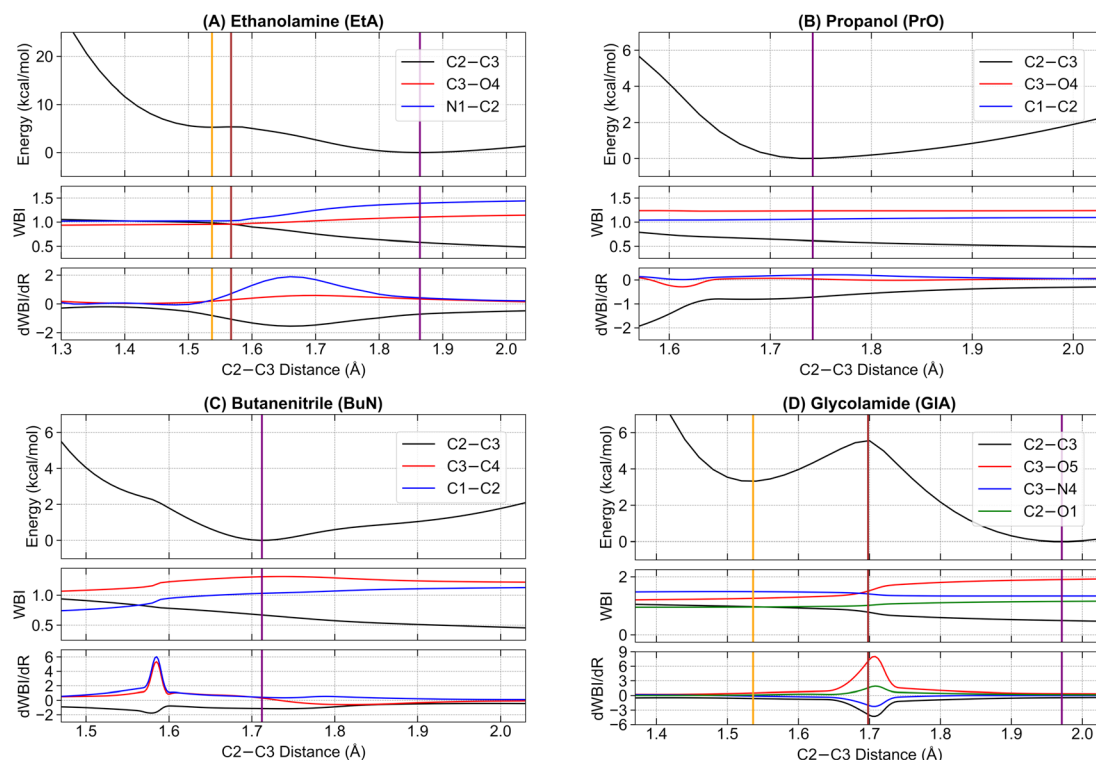 (A) Ethanolamine (EtA)
Energy (kcal/mol)
20
10
0
C2−C3
C3−O4
N1−C2
WBI
1.5
1.0
0.5
dWBI/dR
2
0
−2
1.3 1.4 1.5 1.6 1.7 1.8 1.9 2.0
C2−C3 Distance (Å)
(B) Propanol (PrO)
Energy (kcal/mol)
6
4
2
0
C2−C3
C3−O4
C1−C2
WBI
1.5
1.0
0.5
dWBI/dR
0
−1
−2
1.6 1.7 1.8 1.9 2.0
C2−C3 Distance (Å)
(C) Butanenitrile (BuN)
Energy (kcal/mol)
6
4
2
0
C2−C3
C3−C4
C1−C2
WBI
1.0
0.5
dWBI/dR
6
4
2
0
−2
1.5 1.6 1.7 1.8 1.9 2.0
C2−C3 Distance (Å)
(D) Glycolamide (GlA)
Energy (kcal/mol)
6
4
2
0
C2−C3
C3−O5
C3−N4
C2−O1
WBI
2
0
dWBI/dR
9
6
3
0
−3
−6
1.4 1.5 1.6 1.7 1.8 1.9 2.0
C2−C3 Distance (Å)